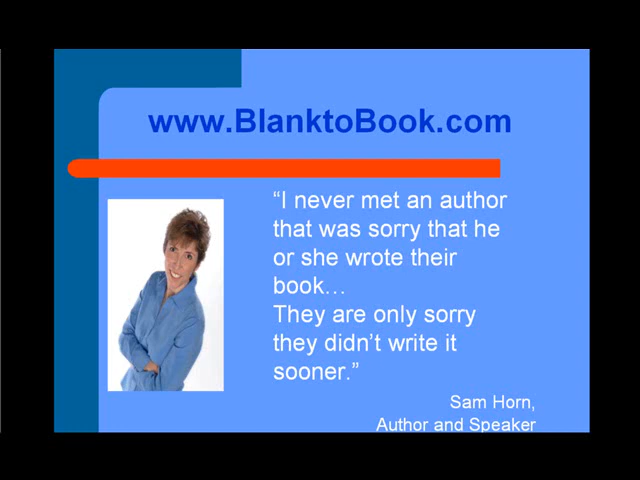 www.BlanktoBook.com
“I never met an author
that was sorry that he
or she wrote their
book…
They are only sorry
they didn’t write it
sooner.”
Sam Horn,
Author and Speaker